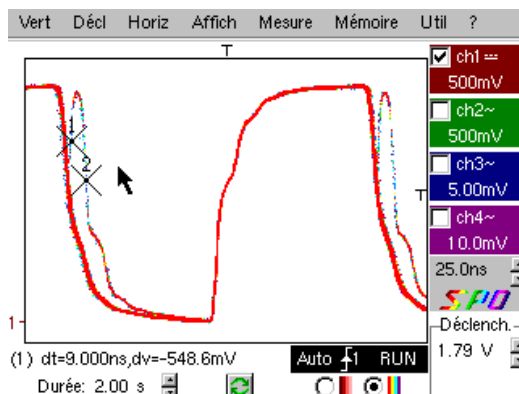 Vert Décl Horiz Affich Mesure Mémoire Util ?
T
ch1
500mV
ch2~
500mV
ch3~
5.00mV
ch4~
10.0mV
1
2
T
25.0ns
SPO
1-
Déclench.
1.79 V
(1) dt=9.000ns,dv=-548.6mV
Auto 1 RUN
Durée: 2.00 s